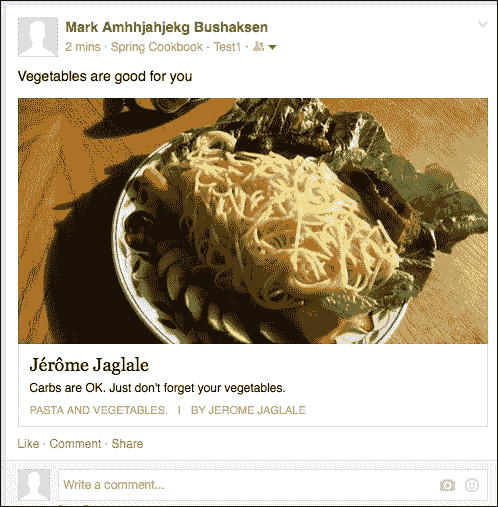 Mark Amhhjahjekg Bushaksen
2 mins · Spring Cookbook - Test1 ·
Vegetables are good for you
Jérôme Jaglale
Carbs are OK. Just don't forget your vegetables.
PASTA AND VEGETABLES. | BY JEROME JAGLALE
Like · Comment · Share
Write a comment...